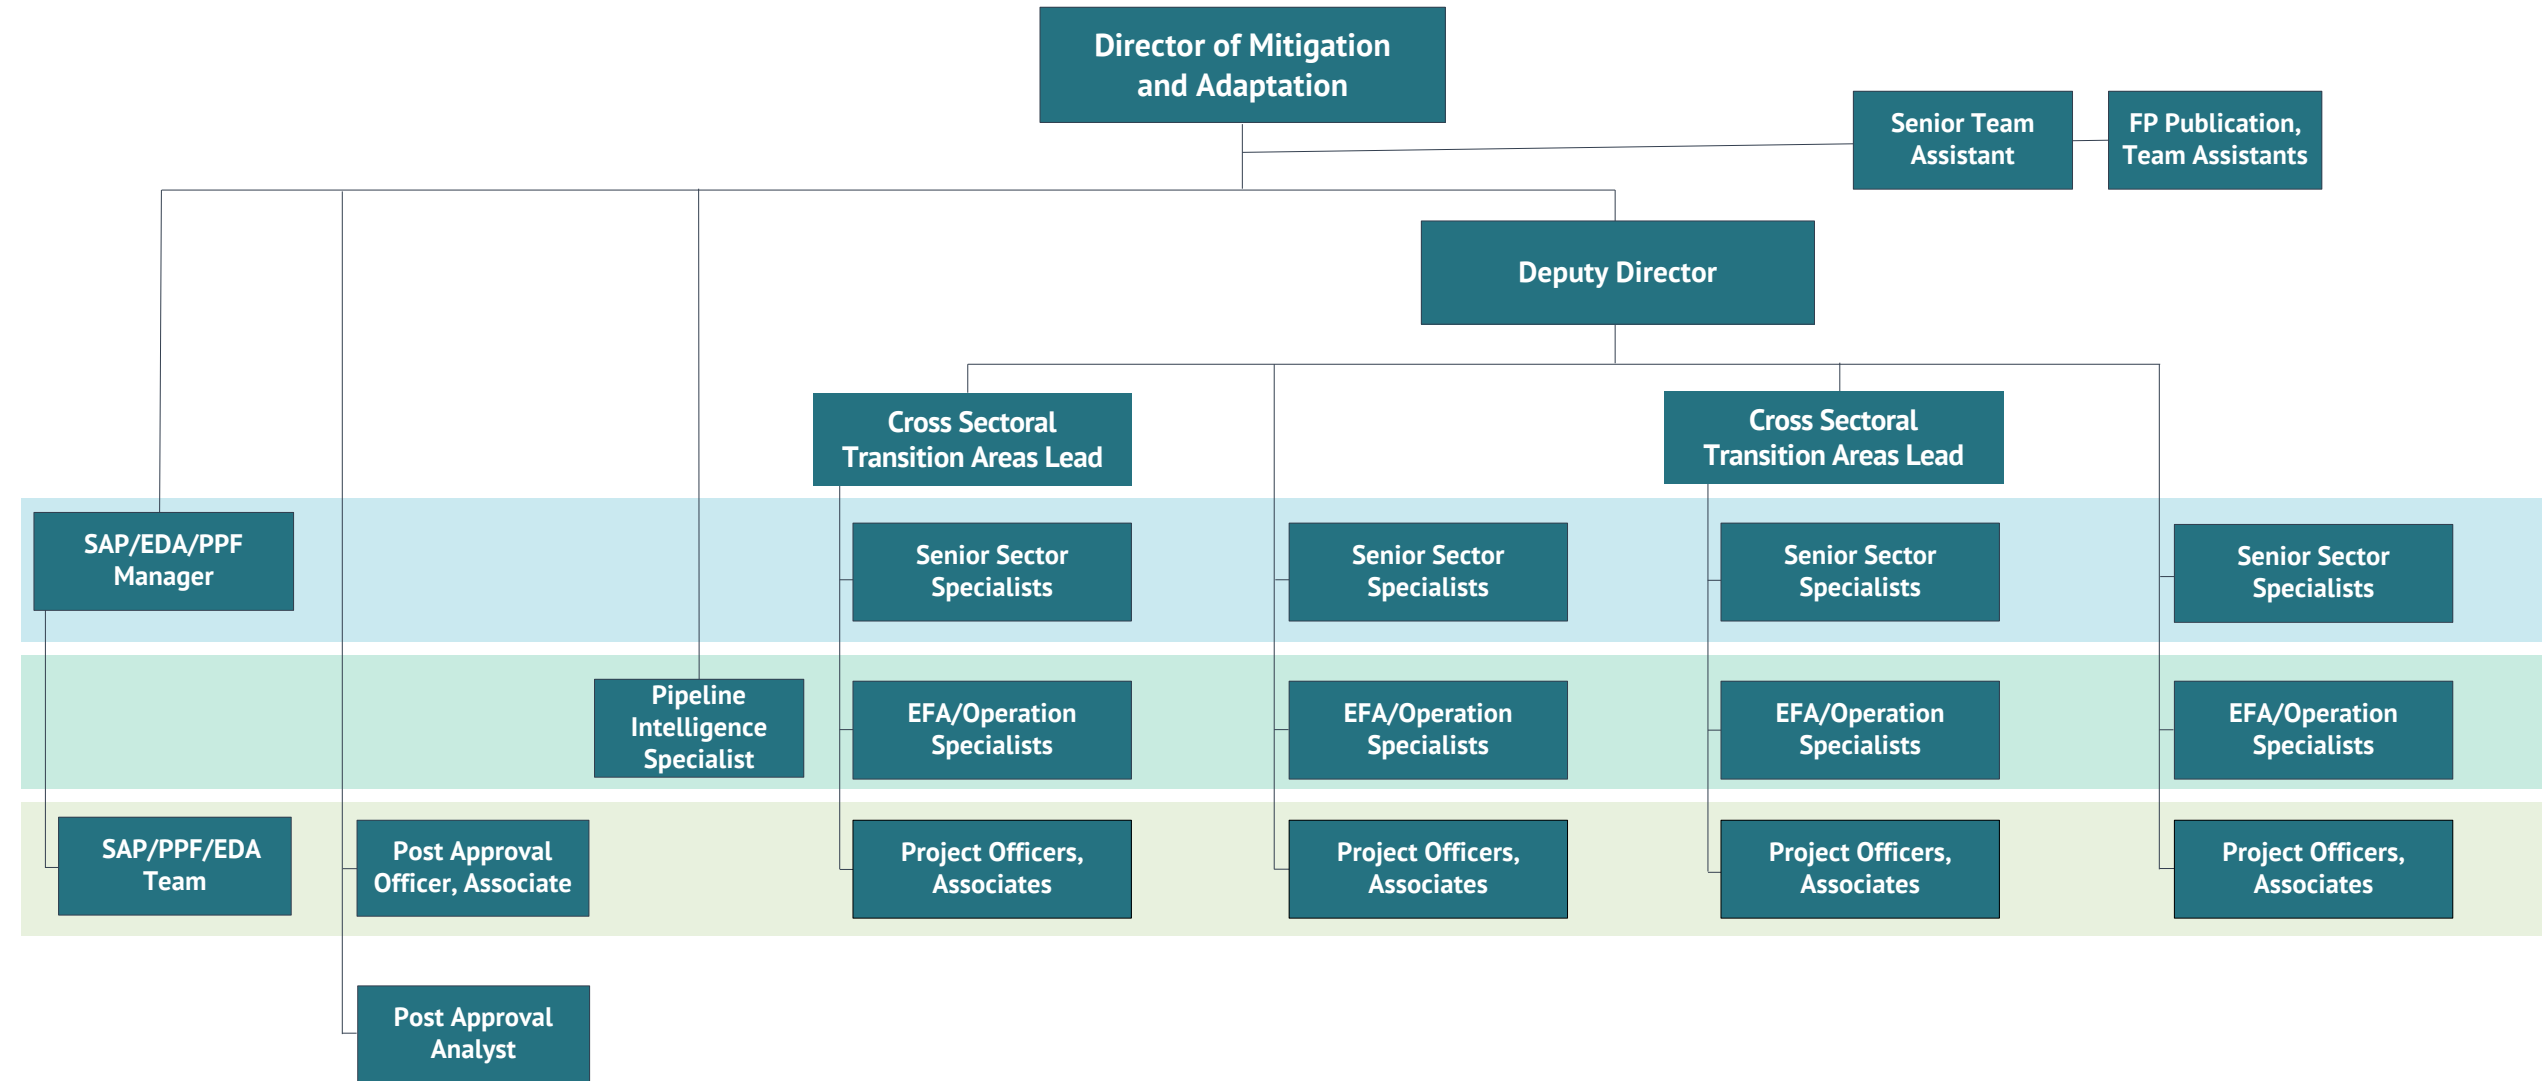 Director of Mitigation
and Adaptation
Senior Team
Assistant
FP Publication,
Team Assistants
Deputy Director
Cross Sectoral
Transition Areas Lead
Cross Sectoral
Transition Areas Lead
SAP/EDA/PPF
Manager
Senior Sector
Specialists
Senior Sector
Specialists
Senior Sector
Specialists
Senior Sector
Specialists
Pipeline
Intelligence
Specialist
EFA/Operation
Specialists
EFA/Operation
Specialists
EFA/Operation
Specialists
EFA/Operation
Specialists
SAP/PPF/EDA
Team
Post Approval
Officer, Associate
Project Officers,
Associates
Project Officers,
Associates
Project Officers,
Associates
Project Officers,
Associates
Post Approval
Analyst